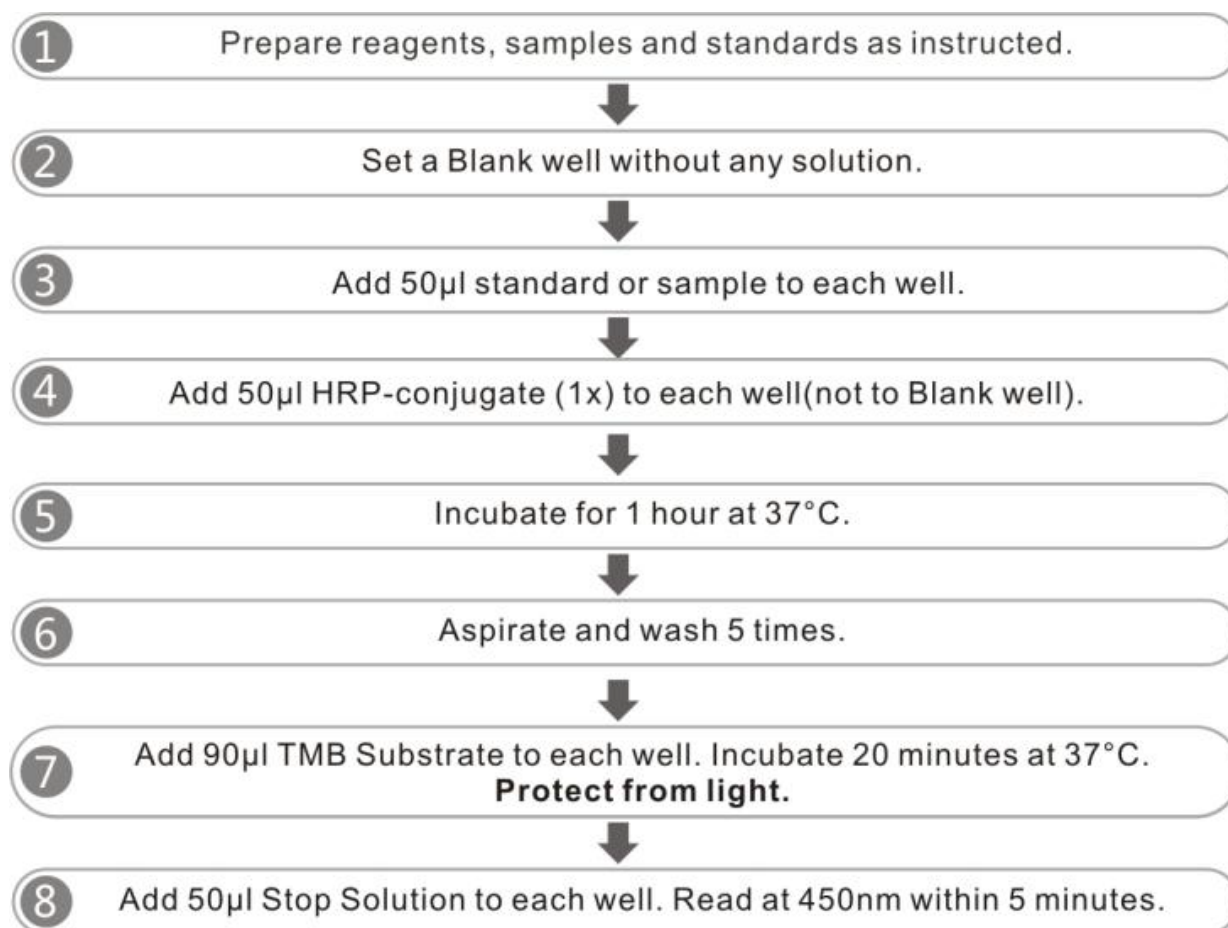 1 Prepare reagents, samples and standards as instructed.
2 Set a Blank well without any solution.
3 Add 50μl standard or sample to each well.
4 Add 50μl HRP-conjugate (1x) to each well(not to Blank well).
5 Incubate for 1 hour at 37°C.
6 Aspirate and wash 5 times.
7 Add 90μl TMB Substrate to each well. Incubate 20 minutes at 37°C.
Protect from light.
8 Add 50μl Stop Solution to each well. Read at 450nm within 5 minutes.